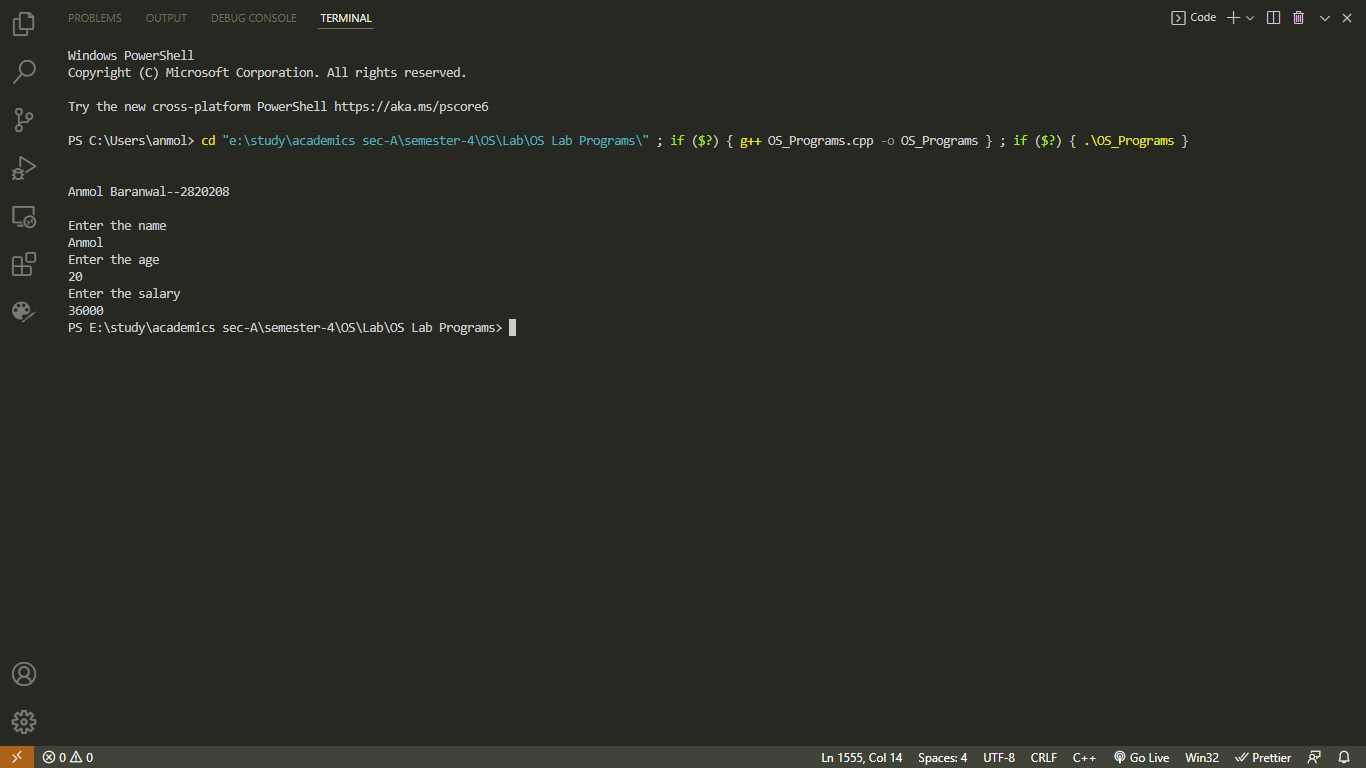 PROBLEMS OUTPUT DEBUG CONSOLE TERMINAL Code
Windows PowerShell
Copyright (C) Microsoft Corporation. All rights reserved.
Try the new cross-platform PowerShell https://aka.ms/pscore6
PS C:\Users\anmol> cd "e:\study\academics sec-A\semester-4\OS\Lab\OS Lab Programs\" ; if ($?) { g++ OS_Programs.cpp -o OS_Programs } ; if ($?) { .\OS_Programs }
Anmol Baranwal--2820208
Enter the name
Anmol
Enter the age
20
Enter the salary
36000
PS E:\study\academics sec-A\semester-4\OS\Lab\OS Lab Programs>
0 0 Ln 1555, Col 14 Spaces: 4 UTF-8 CRLF C++ Go Live Win32 Prettier